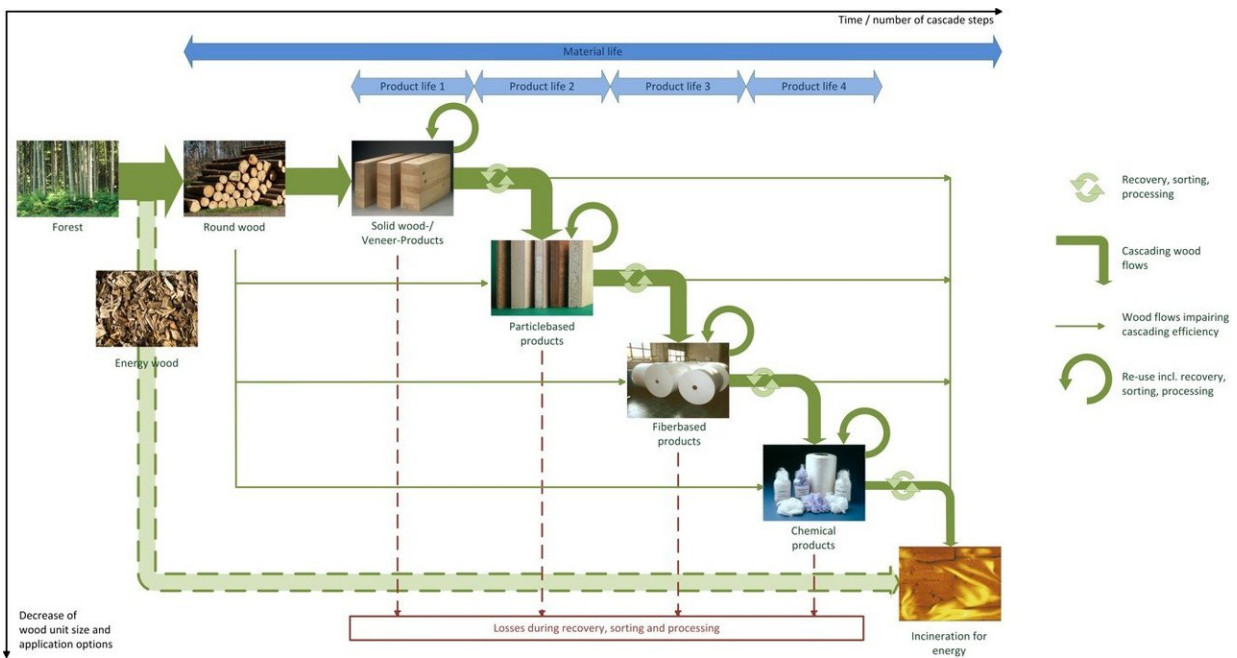 Time / number of cascade steps
Material life
Product life 1
Product life 2
Product life 3
Product life 4
Forest
Round wood
Solid wood-/
Veneer-Products
Recovery, sorting,
processing
Cascading wood
flows
Energy wood
Particlebased
products
Wood flows impairing
cascading efficiency
Re-use incl. recovery,
sorting, processing
Fiberbased
products
Chemical
products
Decrease of
wood unit size and
application options
Losses during recovery, sorting and processing
Incineration for
energy